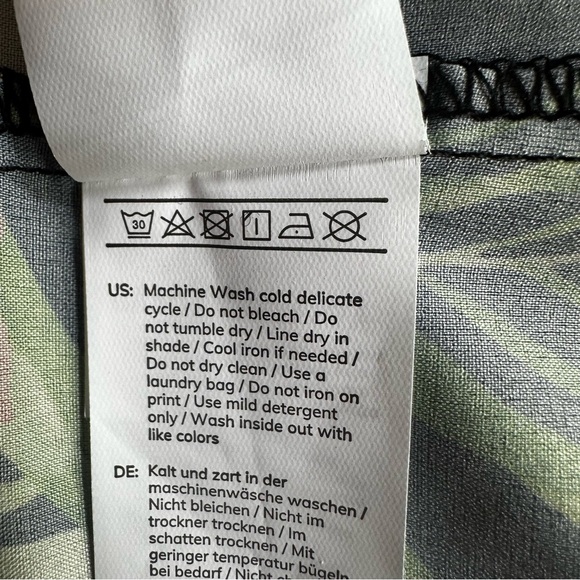 30
US: Machine Wash cold delicate
cycle / Do not bleach / Do
not tumble dry / Line dry in
shade / Cool iron if needed /
Do not dry clean / Use a
laundry bag / Do not iron on
print / Use mild detergent
only / Wash inside out with
like colors
DE: Kalt und zart in der
maschinenwäsche waschen /
Nicht bleichen / Nicht im
trockner trocknen / Im
schatten trocknen / Mit
geringer temperatur bügeln
bei bedarf / Nicht